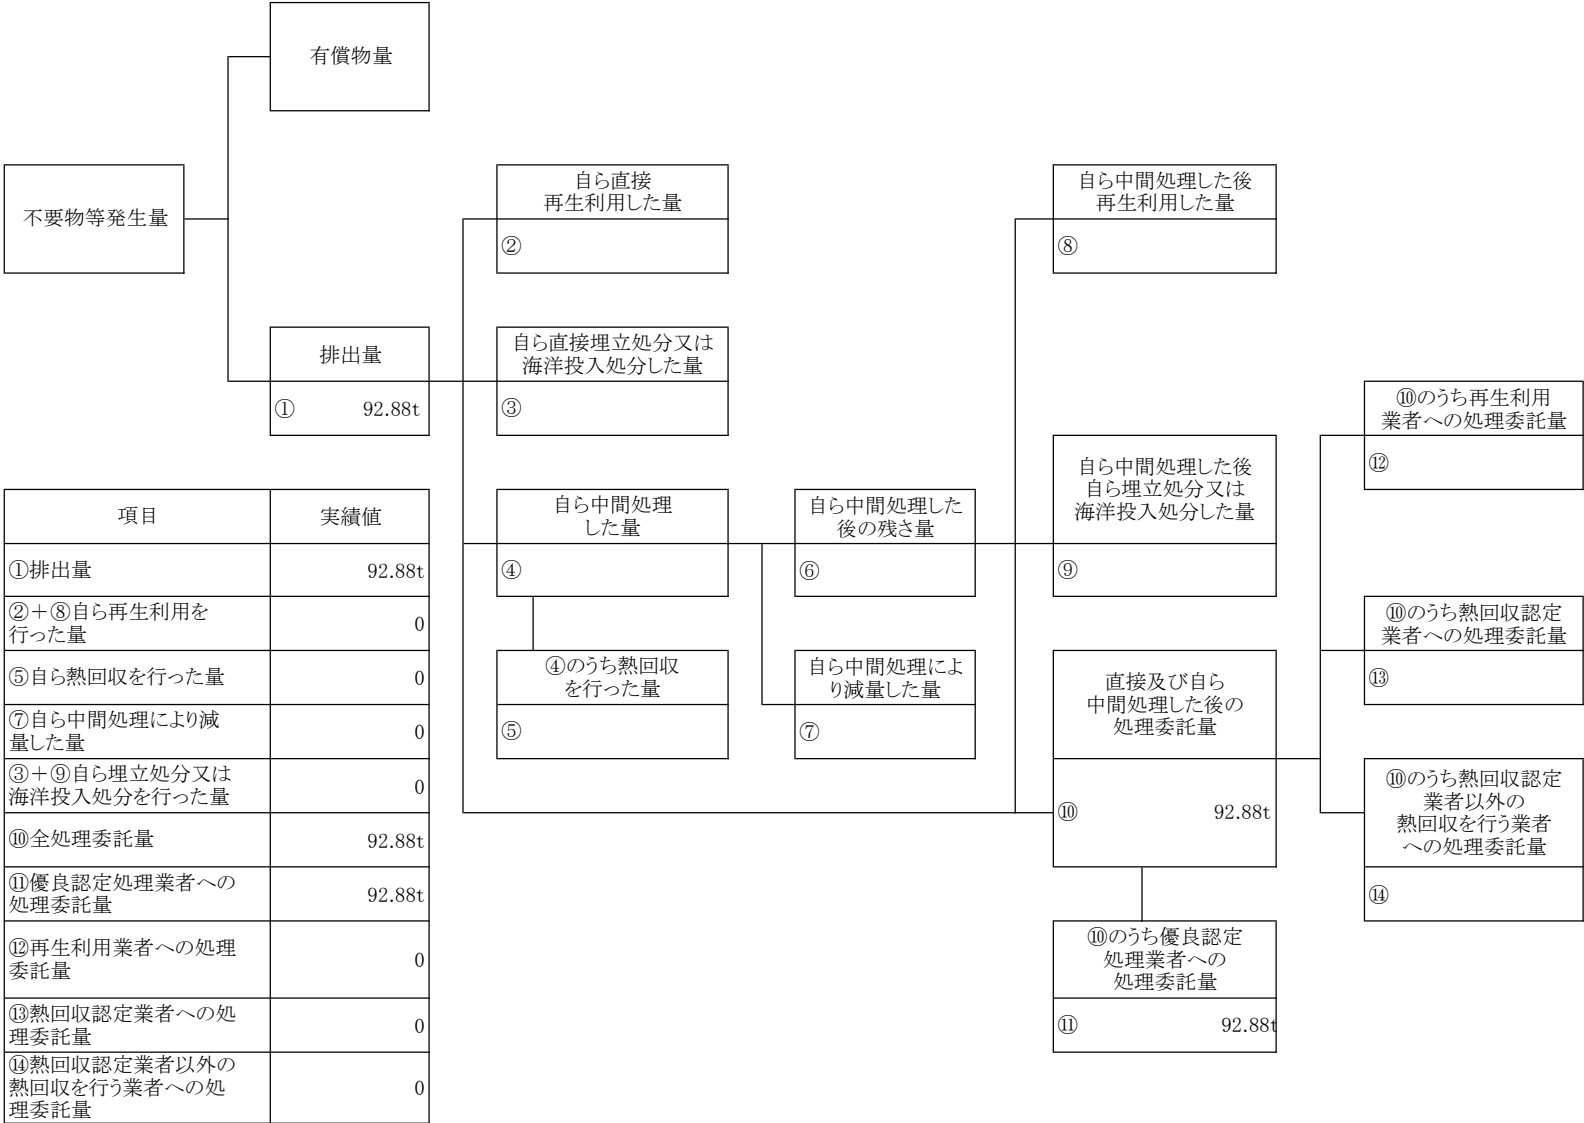 有償物量
不要物等発生量
自ら直接
再生利用した量
②
自ら中間処理した後
再生利用した量
⑧
排出量
① 92.88t
自ら直接埋立処分又は
海洋投入処分した量
③
⑩のうち再生利用
業者への処理委託量
⑫
自ら中間処理
した量
④
自ら中間処理した
後の残さ量
⑥
自ら中間処理した後
自ら埋立処分又は
海洋投入処分した量
⑨
⑩のうち熱回収認定
業者への処理委託量
⑬
④のうち熱回収
を行った量
⑤
自ら中間処理によ
り減量した量
⑦
直接及び自ら
中間処理した後の
処理委託量
⑩ 92.88t
⑩のうち熱回収認定
業者以外の
熱回収を行う業者
への処理委託量
⑭
⑩のうち優良認定
処理業者への
処理委託量
⑪ 92.88t
項目 実績値
①排出量 92.88t
②＋⑧自ら再生利用を
行った量 0
⑤自ら熱回収を行った量 0
⑦自ら中間処理により減
量した量 0
③＋⑨自ら埋立処分又は
海洋投入処分を行った量 0
⑩全処理委託量 92.88t
⑪優良認定処理業者への
処理委託量 92.88t
⑫再生利用業者への処理
委託量 0
⑬熱回収認定業者への処
理委託量 0
⑭熱回収認定業者以外の
熱回収を行う業者への処
理委託量 0